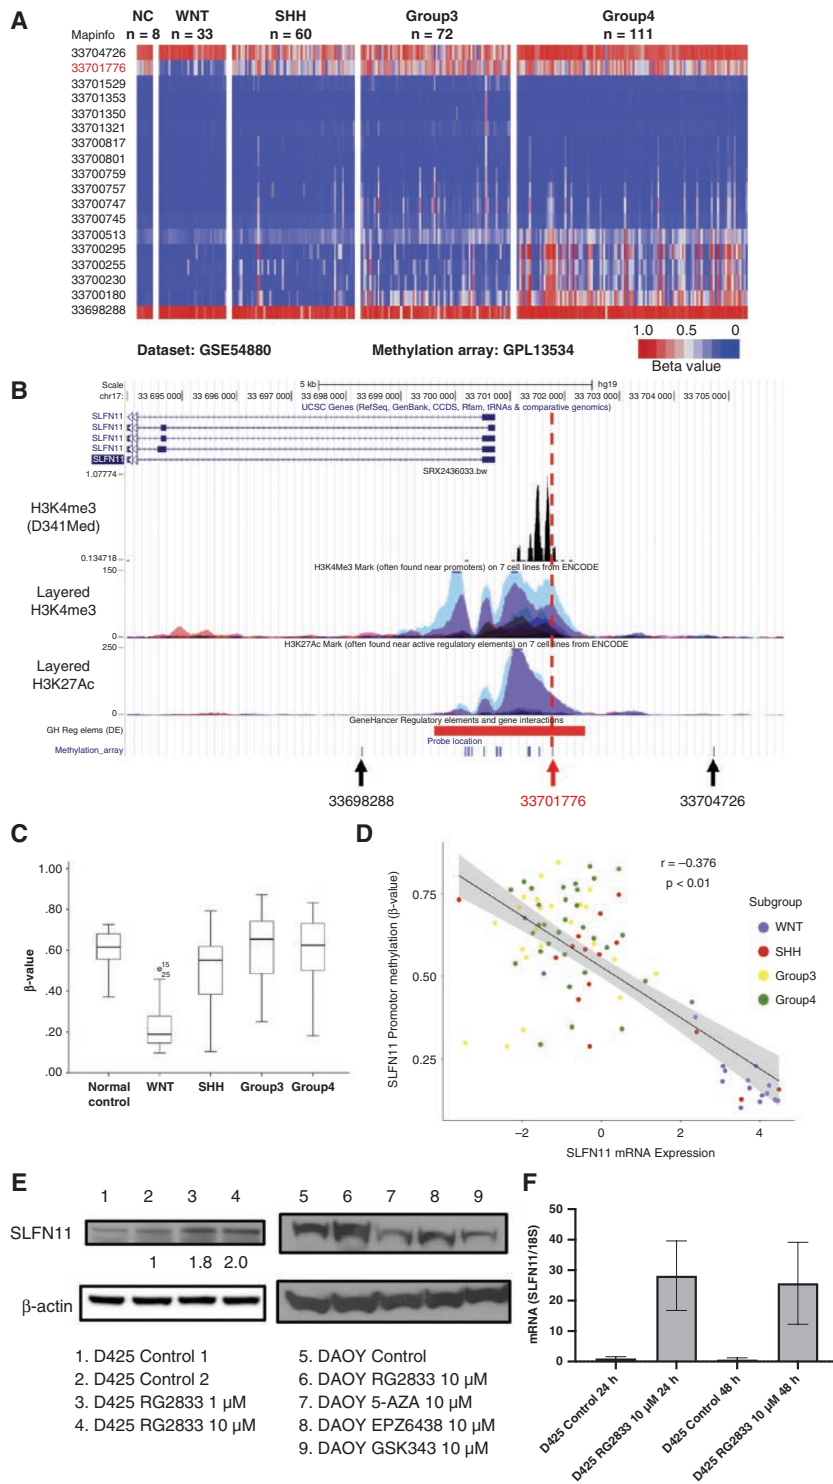 A
NC WNT SHH Group3 Group4
Mapinfo n = 8 n = 33 n = 60 n = 72 n = 111
33704726
33701776
33701529
33701353
33701350
33701321
33700817
33700801
33700759
33700757
33700747
33700745
33700513
33700295
33700255
33700230
33700180
33698288
1.0 0.5 0
Beta value
Dataset: GSE54880 Methylation array: GPL13534
B
Scale 5 kb hg19
chr17: 33 695 000 33 696 000 33 697 000 33 698 000 33 699 000 33 700 000 33 701 000 33 702 000 33 703 000 33 704 000 33 705 000
UCSC Genes (RefSeq, GenBank, CCDS, Rfam, tRNAs & comparative genomics)
SLFN11
SLFN11
SLFN11
SLFN11
SLFN11
SRX2436033.bw
1.07774
H3K4me3
(D341Med)
0.134718
H3K4Me3 Mark (often found near promoters) on 7 cell lines from ENCODE
150
Layered
H3K4me3
0
H3K27Ac Mark (often found near active regulatory elements) on 7 cell lines from ENCODE
250
Layered
H3K27Ac
0
GeneHancer Regulatory elements and gene interactions
GH Reg elems (DE)
Probe location
Methylation_array
33698288 33701776 33704726
C
β-value
1.00
.80
.60
.40
.20
.00
15
25
Normal control WNT SHH Group3 Group4
D
SLFN11 Promotor methylation (β-value)
0.75
0.50
0.25
r = −0.376
p < 0.01
Subgroup
WNT
SHH
Group3
Group4
−2 0 2 4
SLFN11 mRNA Expression
E
1 2 3 4 5 6 7 8 9
SLFN11
1 1.8 2.0
β-actin
1. D425 Control 1
2. D425 Control 2
3. D425 RG2833 1 µM
4. D425 RG2833 10 µM
5. DAOY Control
6. DAOY RG2833 10 µM
7. DAOY 5-AZA 10 µM
8. DAOY EPZ6438 10 µM
9. DAOY GSK343 10 µM
F
mRNA (SLFN11/18S)
50
40
30
20
10
0
D425 Control 24 h
D425 RG2833 10 µM 24 h
D425 Control 48 h
D425 RG2833 10 µM 48 h